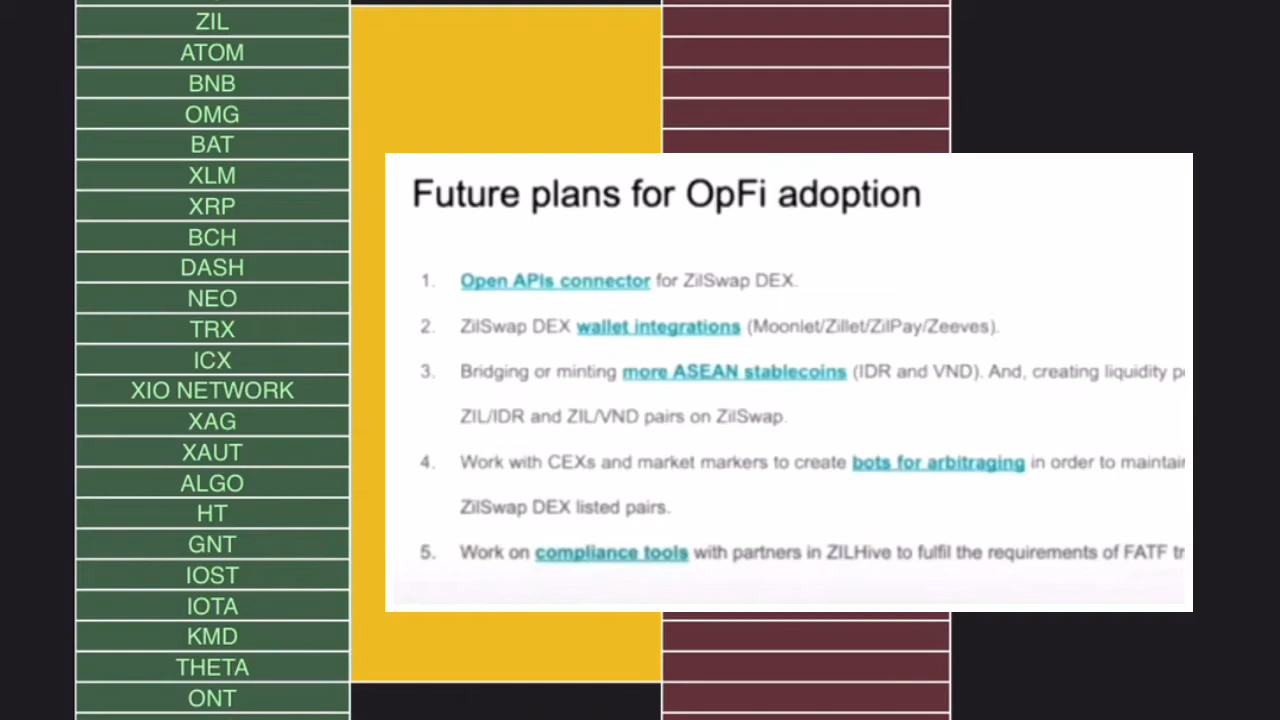 ZIL
ATOM
BNB
OMG
BAT
XLM
XRP
BCH
DASH
NEO
TRX
ICX
XIO NETWORK
XAG
XAUT
ALGO
HT
GNT
IOST
IOTA
KMD
THETA
ONT
Future plans for OpFi adoption
1. Open APIs connector for ZilSwap DEX.
2. ZilSwap DEX wallet integrations (Moonlet/Zillet/ZilPay/Zeeves).
3. Bridging or minting more ASEAN stablecoins (IDR and VND). And, creating liquidity
ZIL/IDR and ZIL/VND pairs on ZilSwap.
4. Work with CEXs and market markers to create bots for arbitraging in order to
ZilSwap DEX listed pairs.
5. Work on compliance tools with partners in ZILHive to fulfil the requirements of FATF